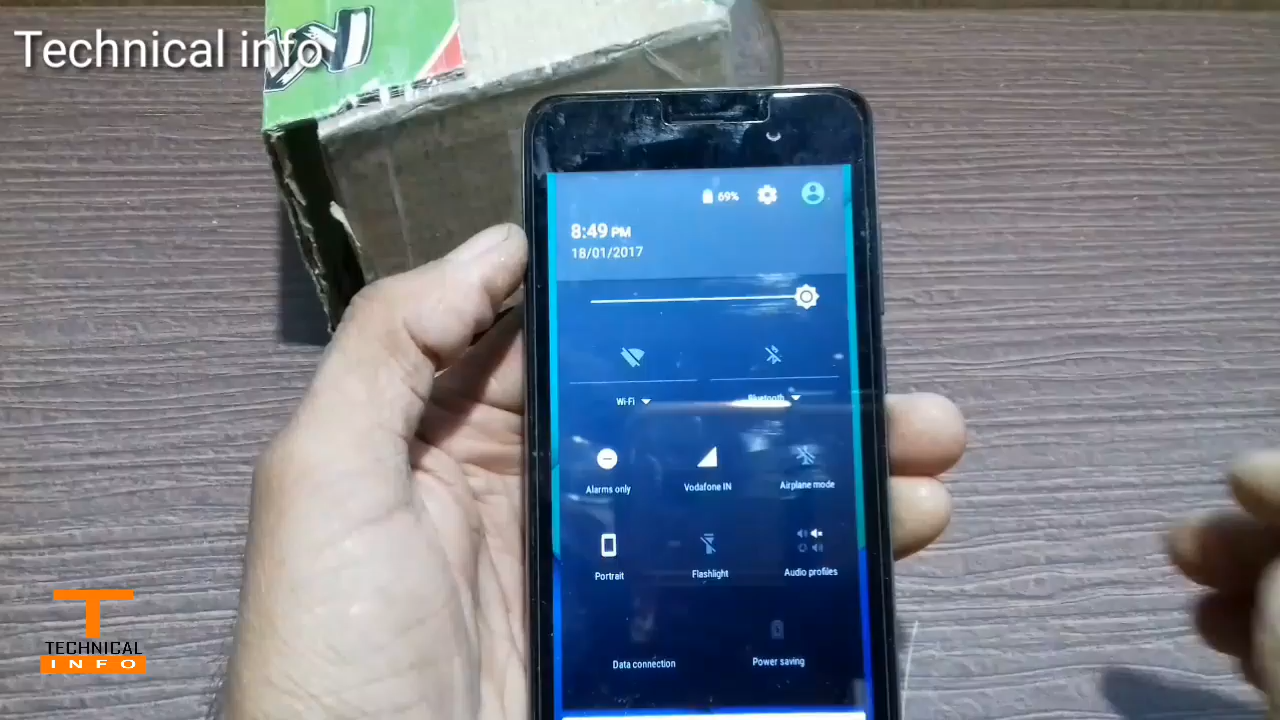 Technical info
69%
8:49 PM
18/01/2017
Wi-Fi
Bluetooth
Alarms only
Vodafone IN
Airplane mode
Portrait
Flashlight
Audio profiles
Data connection
Power saving
T
TECHNICAL
INFO